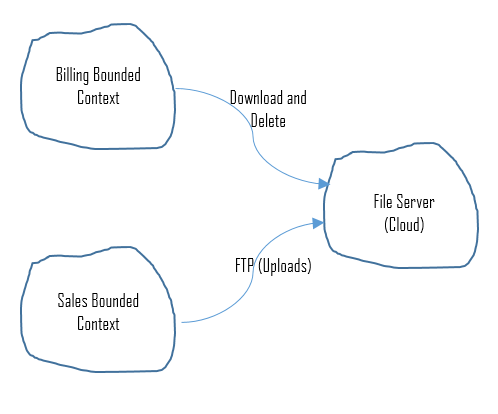 Billing Bounded
Context
Download and
Delete
File Server
(Cloud)
FTP (Uploads)
Sales Bounded
Context